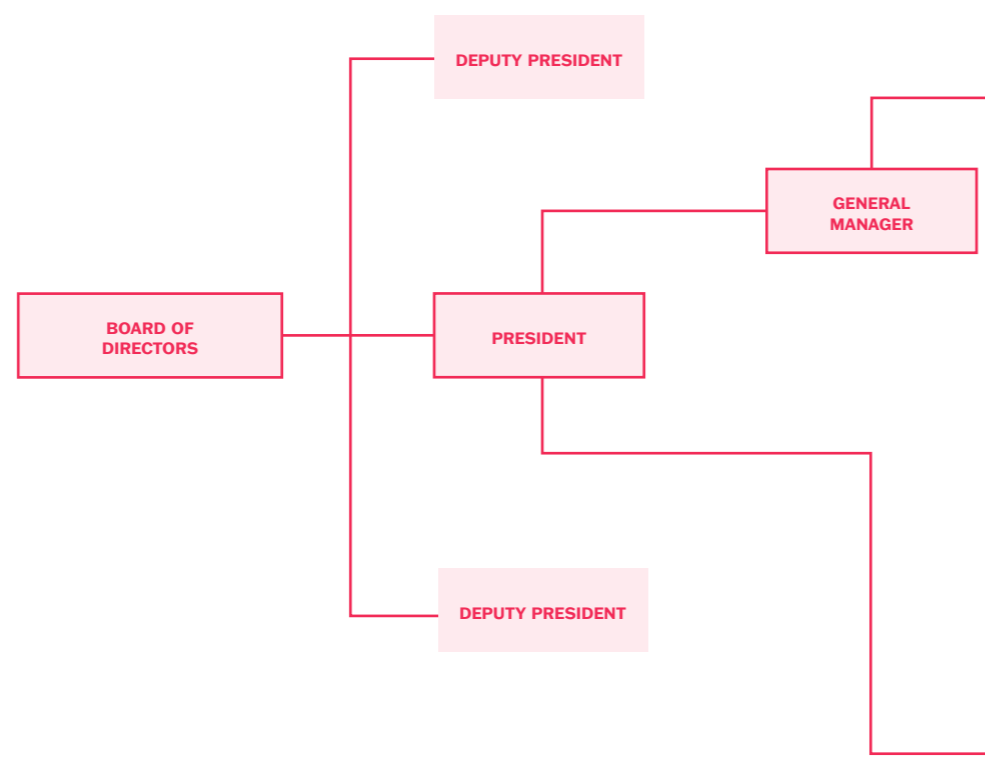 DEPUTY PRESIDENT
GENERAL
MANAGER
BOARD OF
DIRECTORS
PRESIDENT
DEPUTY PRESIDENT